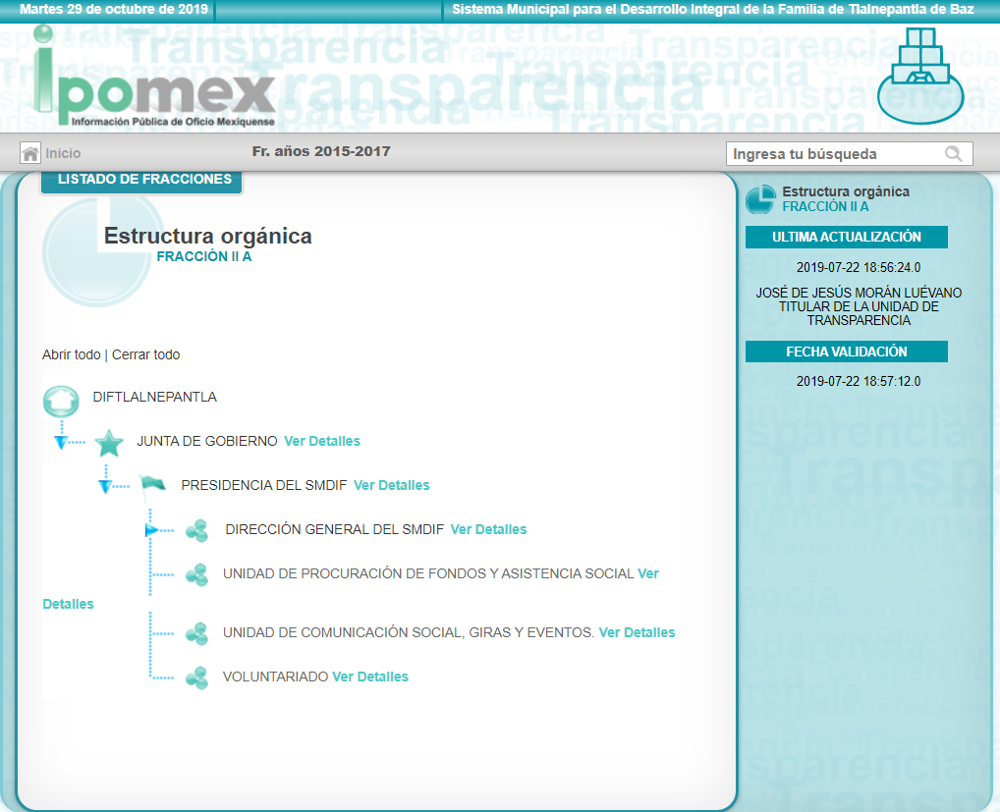 Martes 29 de octubre de 2019
Sistema Municipal para el Desarrollo Integral de la Familia de Tlalnepantla de Baz
Transparencia
ipomex
Información Pública de Oficio Mexiquense
Inicio
Fr. años 2015-2017
Ingresa tu búsqueda
LISTADO DE FRACCIONES
Estructura orgánica
FRACCIÓN II A
Abrir todo | Cerrar todo
DIFTLALNEPANTLA
JUNTA DE GOBIERNO Ver Detalles
PRESIDENCIA DEL SMDIF Ver Detalles
DIRECCIÓN GENERAL DEL SMDIF Ver Detalles
UNIDAD DE PROCURACIÓN DE FONDOS Y ASISTENCIA SOCIAL Ver
Detalles
UNIDAD DE COMUNICACIÓN SOCIAL, GIRAS Y EVENTOS. Ver Detalles
VOLUNTARIADO Ver Detalles
Estructura orgánica
FRACCIÓN II A
ULTIMA ACTUALIZACIÓN
2019-07-22 18:56:24.0
JOSÉ DE JESÚS MORÁN LUÉVANO
TITULAR DE LA UNIDAD DE
TRANSPARENCIA
FECHA VALIDACIÓN
2019-07-22 18:57:12.0